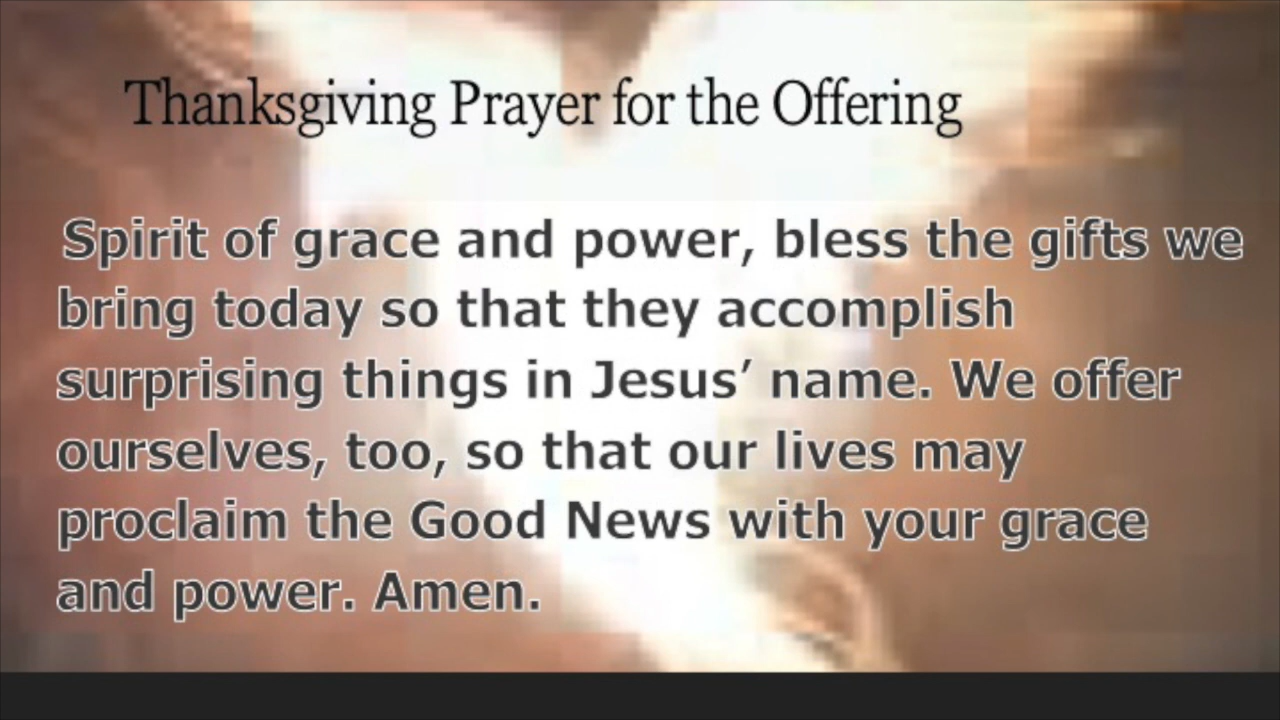 Thanksgiving Prayer for the Offering
Spirit of grace and power, bless the gifts we
bring today so that they accomplish
surprising things in Jesus’ name. We offer
ourselves, too, so that our lives may
proclaim the Good News with your grace
and power. Amen.